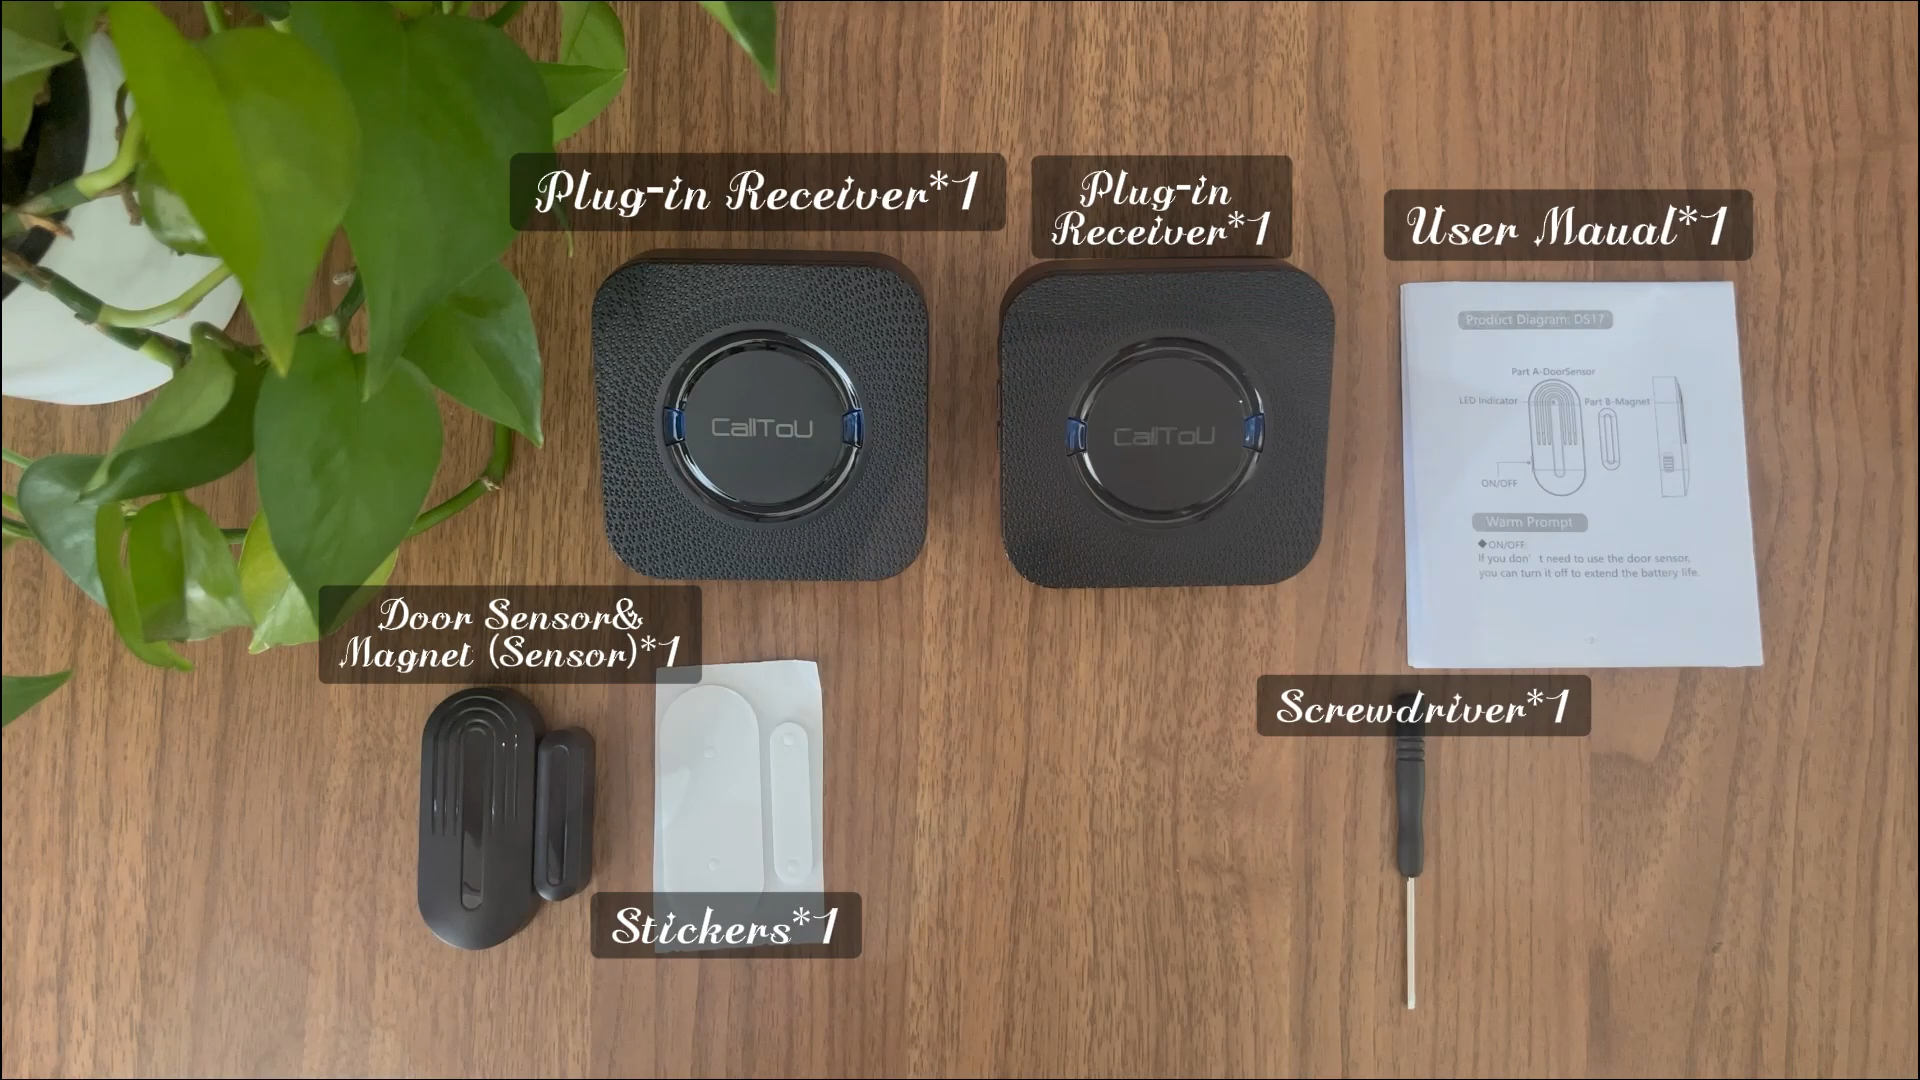 Plug-in Receiver*1
Plug-in
Receiver*1
User Maual*1
CallToU
CallToU
Product Diagram: DS17
Part A-DoorSensor
LED Indicator
Part B-Magnet
ON/OFF
Warm Prompt
◆ON/OFF:
If you don' t need to use the door sensor,
you can turn it off to extend the battery life.
Door Sensor&
Magnet (Sensor)*1
Screwdriver*1
Stickers*1